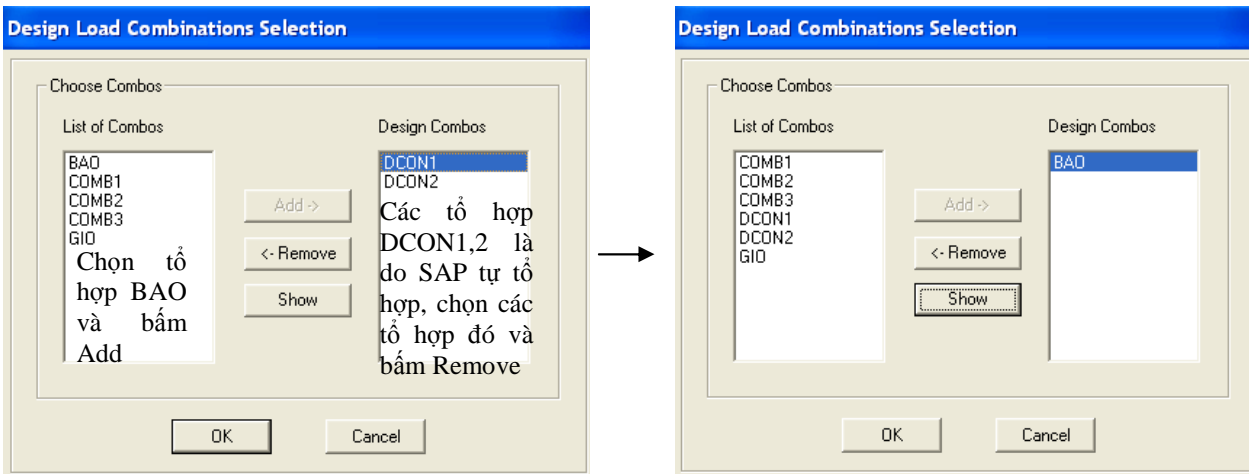 Design Load Combinations Selection
Choose Combos
List of Combos
Design Combos
BAO
COMB1
COMB2
COMB3
GIO
Chọn tổ
hợp BAO
và bấm
Add
Add ->
<- Remove
Show
DCON1
DCON2
Các tổ hợp
DCON1,2 là
do SAP tự tổ
hợp, chọn các
tổ hợp đó và
bấm Remove
OK
Cancel
Design Load Combinations Selection
Choose Combos
List of Combos
Design Combos
COMB1
COMB2
COMB3
DCON1
DCON2
GIO
Add ->
<- Remove
Show
BAO
OK
Cancel